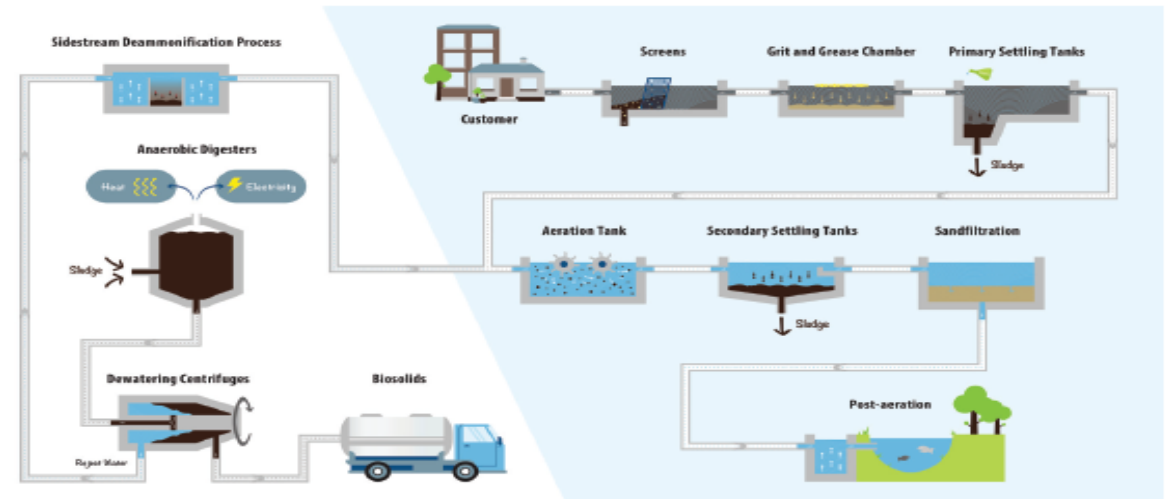 Sidestream Deammonification Process
Screens
Grit and Grease Chamber
Primary Settling Tanks
Customer
Sludge
Anaerobic Digesters
Heat
Electricity
Aeration Tank
Secondary Settling Tanks
Sandfiltration
Sludge
Sludge
Dewatering Centrifuges
Biosolids
Post-aeration
Reject Water